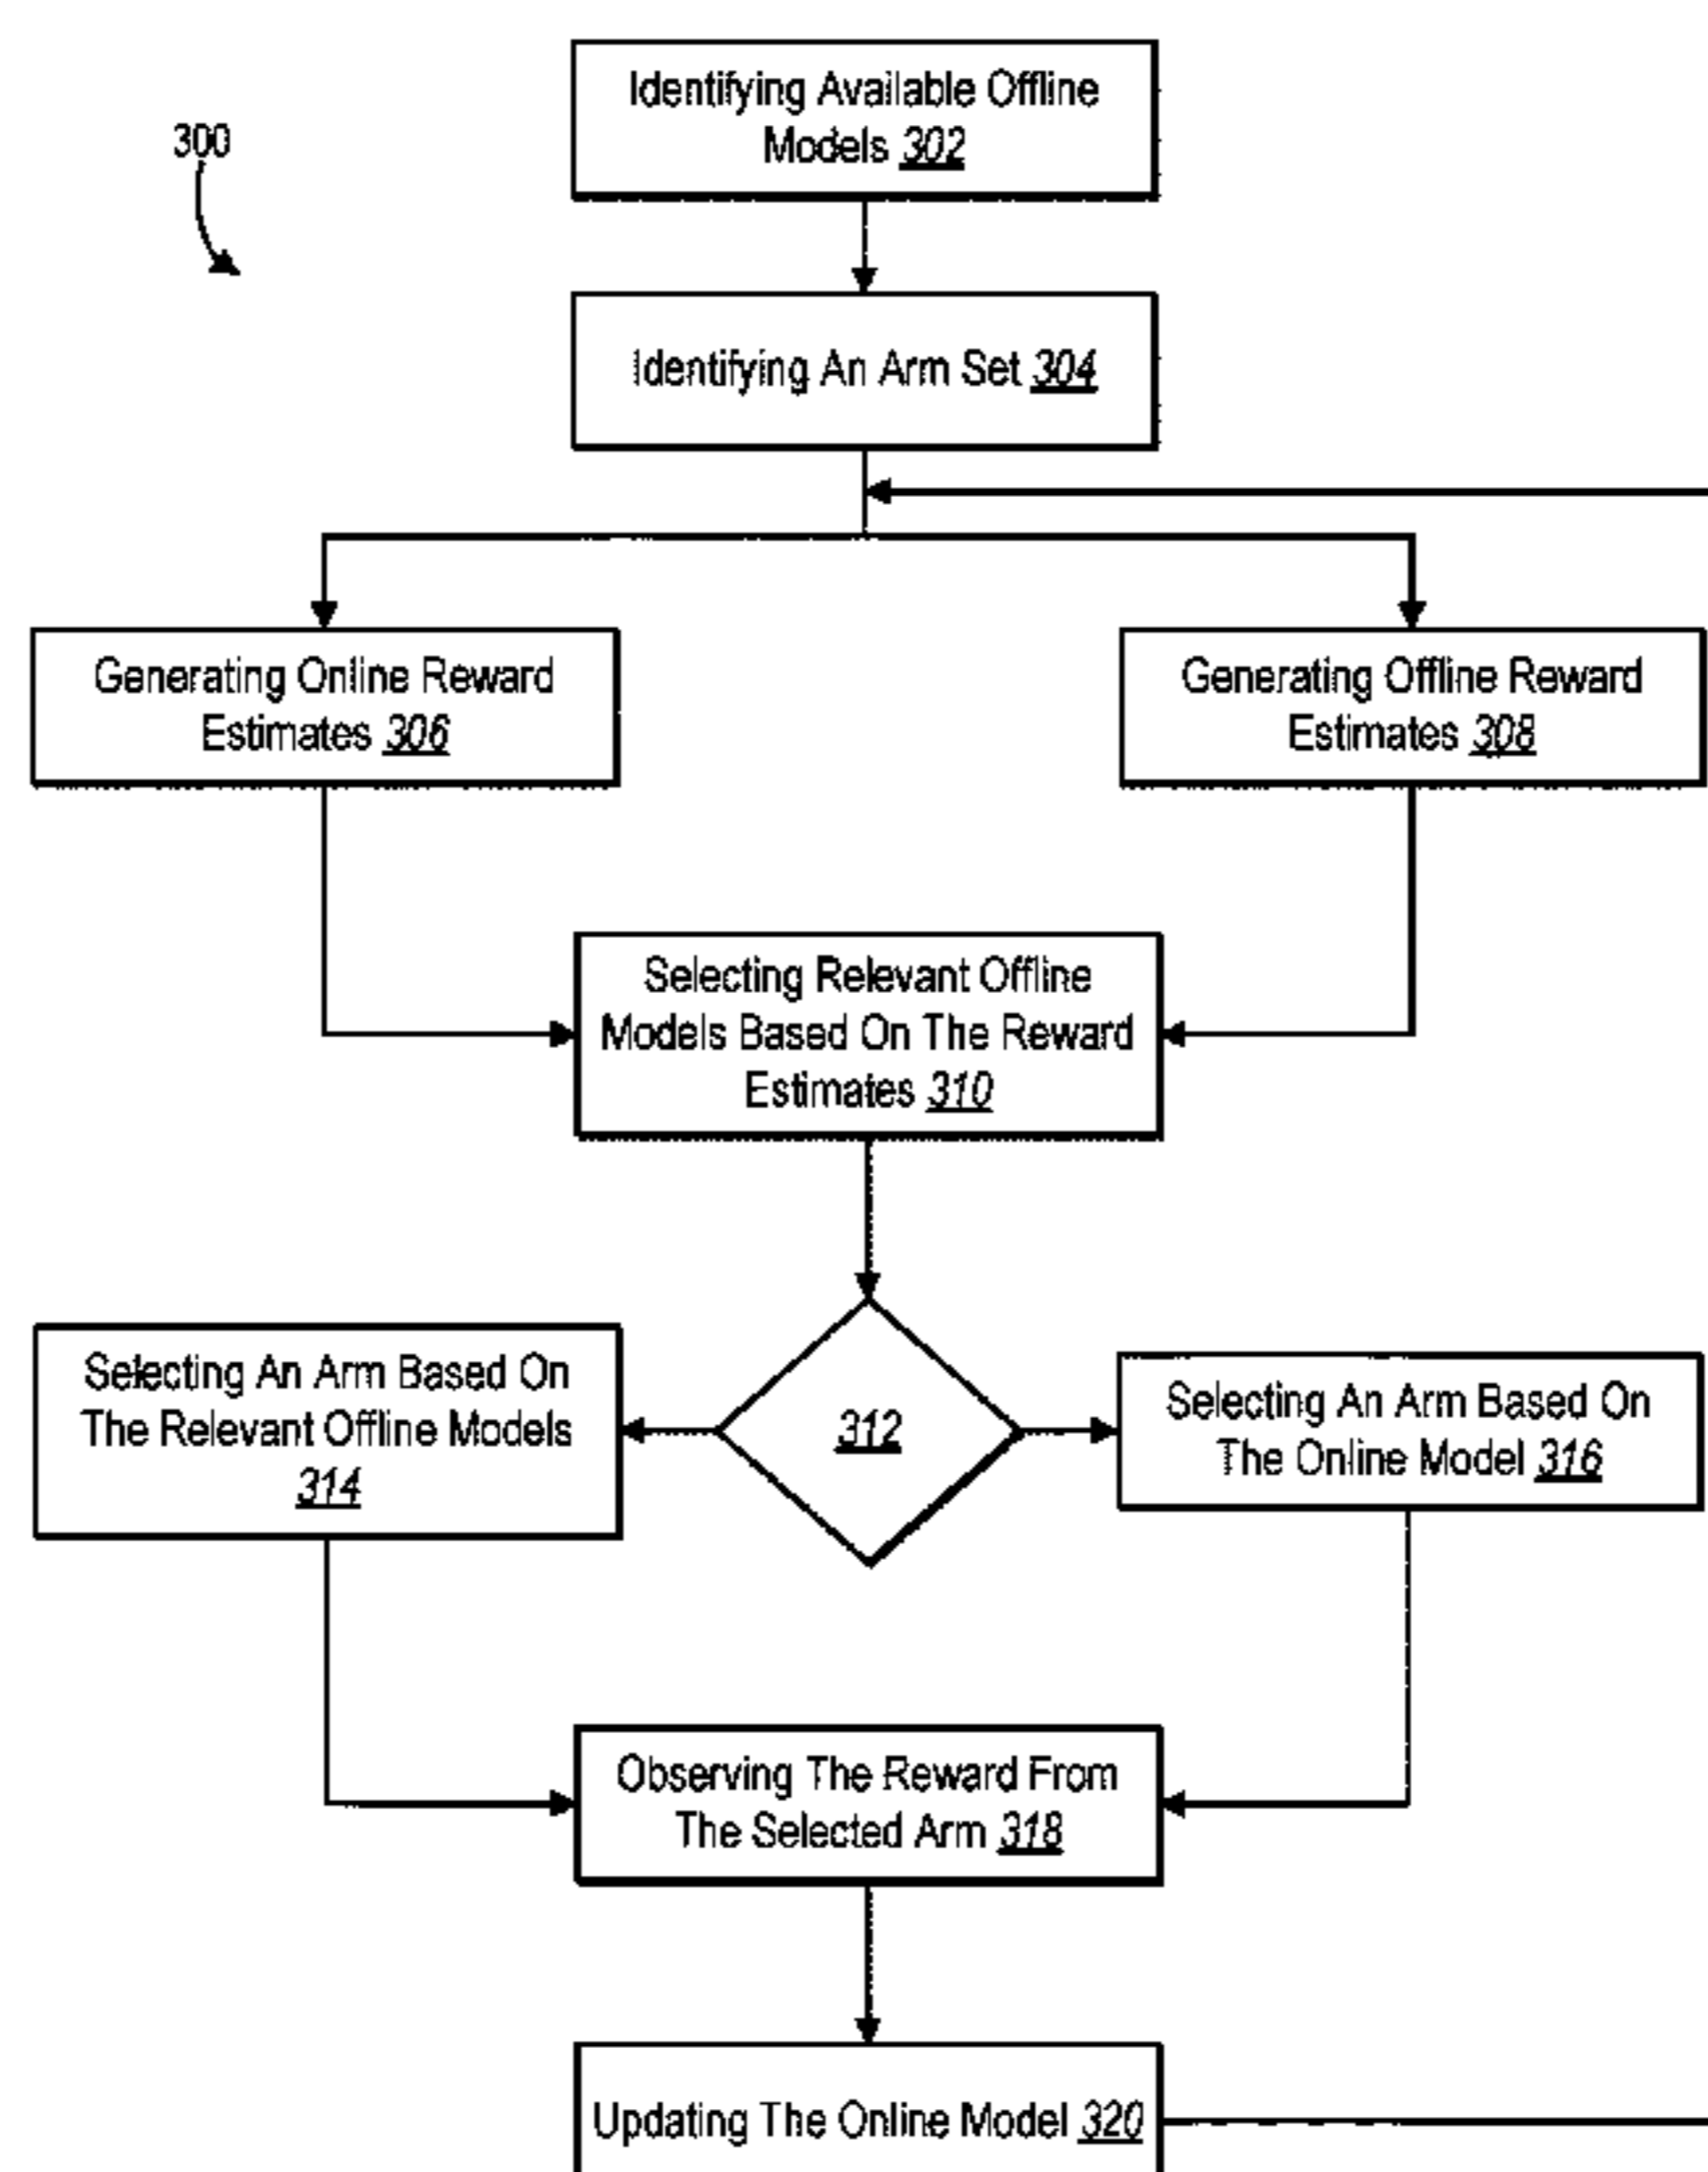 Identifying Available Offline
Models 302
300
Identifying An Arm Set 304
Generating Online Reward
Estimates 306
Generating Offline Reward
Estimates 308
Selecting Relevant Offline
Models Based On The Reward
Estimates 310
Selecting An Arm Based On
The Relevant Offline Models
314
312
Selecting An Arm Based On
The Online Model 316
Observing The Reward From
The Selected Arm 318
Updating The Online Model 320